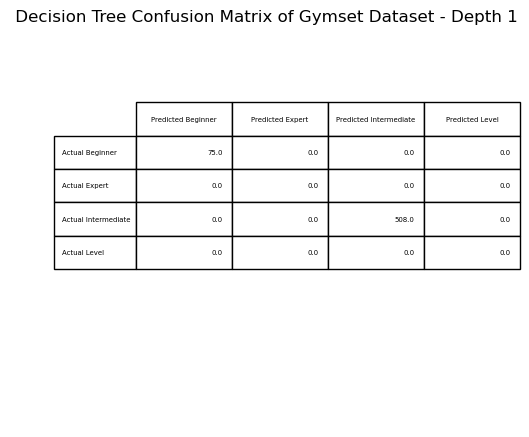 Decision Tree Confusion Matrix of Gymset Dataset - Depth 1
Predicted Beginner Predicted Expert Predicted Intermediate Predicted Level
Actual Beginner 75.0 0.0 0.0 0.0
Actual Expert 0.0 0.0 0.0 0.0
Actual Intermediate 0.0 0.0 508.0 0.0
Actual Level 0.0 0.0 0.0 0.0